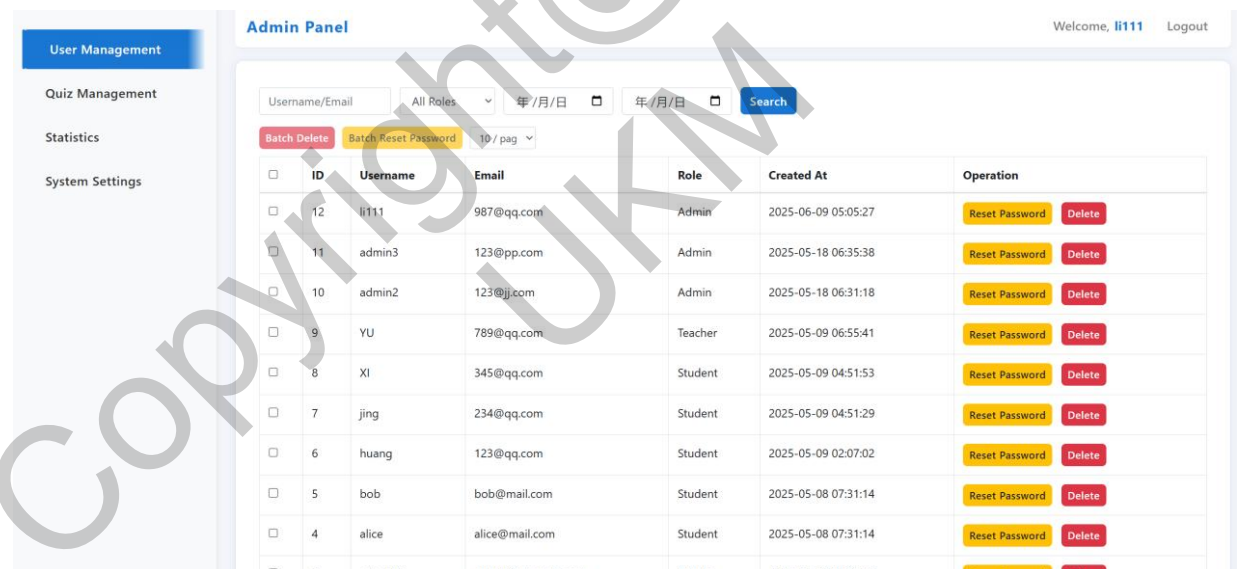 Admin Panel Welcome, li111 Logout
User Management
Quiz Management
Statistics
System Settings
Username/Email All Roles 年/月/日 年/月/日 Search
Batch Delete Batch Reset Password 10 / pag
ID Username Email Role Created At Operation
12 li111 987@qq.com Admin 2025-06-09 05:05:27 Reset Password Delete
11 admin3 123@pp.com Admin 2025-05-18 06:35:38 Reset Password Delete
10 admin2 123@jj.com Admin 2025-05-18 06:31:18 Reset Password Delete
9 YU 789@qq.com Teacher 2025-05-09 06:55:41 Reset Password Delete
8 XI 345@qq.com Student 2025-05-09 04:51:53 Reset Password Delete
7 jing 234@qq.com Student 2025-05-09 04:51:29 Reset Password Delete
6 huang 123@qq.com Student 2025-05-09 02:07:02 Reset Password Delete
5 bob bob@mail.com Student 2025-05-08 07:31:14 Reset Password Delete
4 alice alice@mail.com Student 2025-05-08 07:31:14 Reset Password Delete
Copyright@
UKM